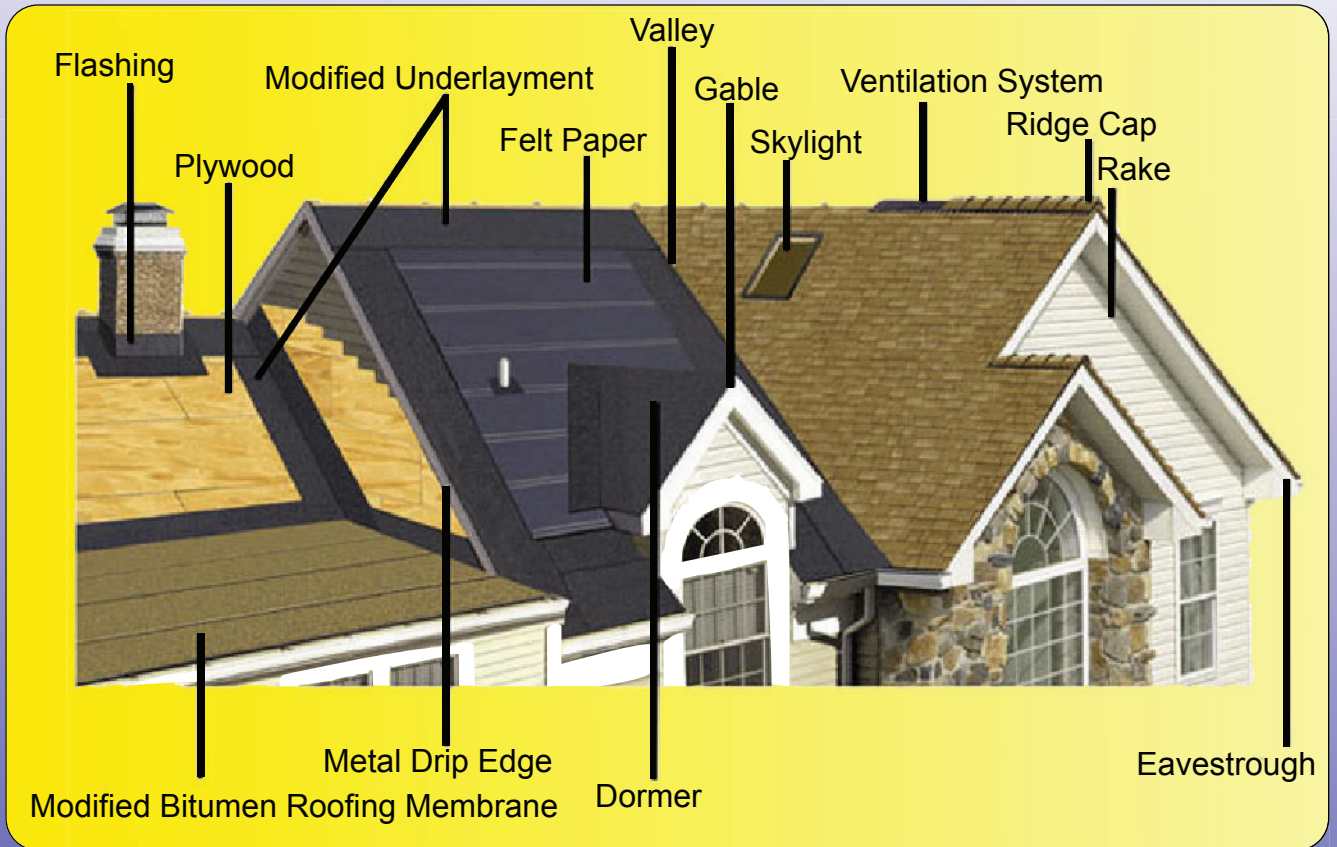 Valley
Flashing
Modified Underlayment
Ventilation System
Gable
Ridge Cap
Felt Paper
Skylight
Plywood
Rake
Metal Drip Edge
Eavestrough
Modified Bitumen Roofing Membrane
Dormer